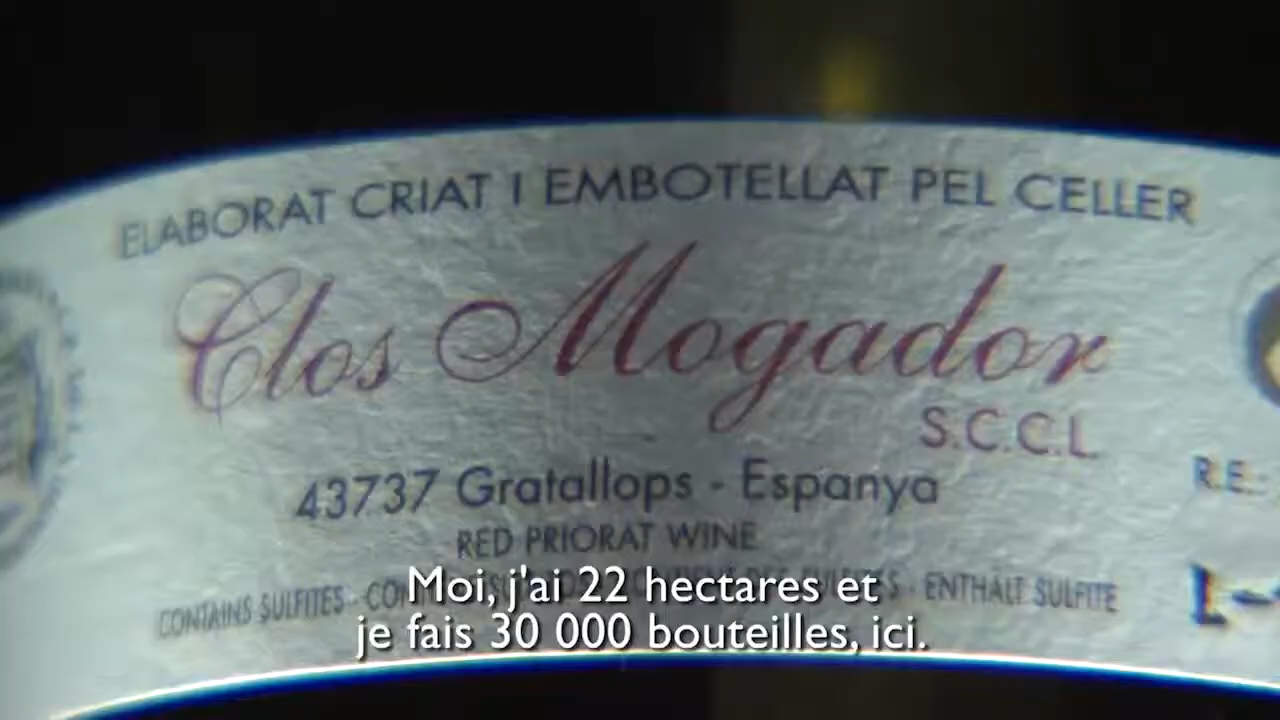 ELABORAT CRIAT I EMBOTELLAT PEL CELLER
Clos Mogador
S.C.C.L.
43737 Gratallops - Espanya
R.E.:
RED PRIORAT WINE
CONTAINS SULFITES - ENTHÄLT SULFITE
Moi, j'ai 22 hectares et
je fais 30 000 bouteilles, ici.